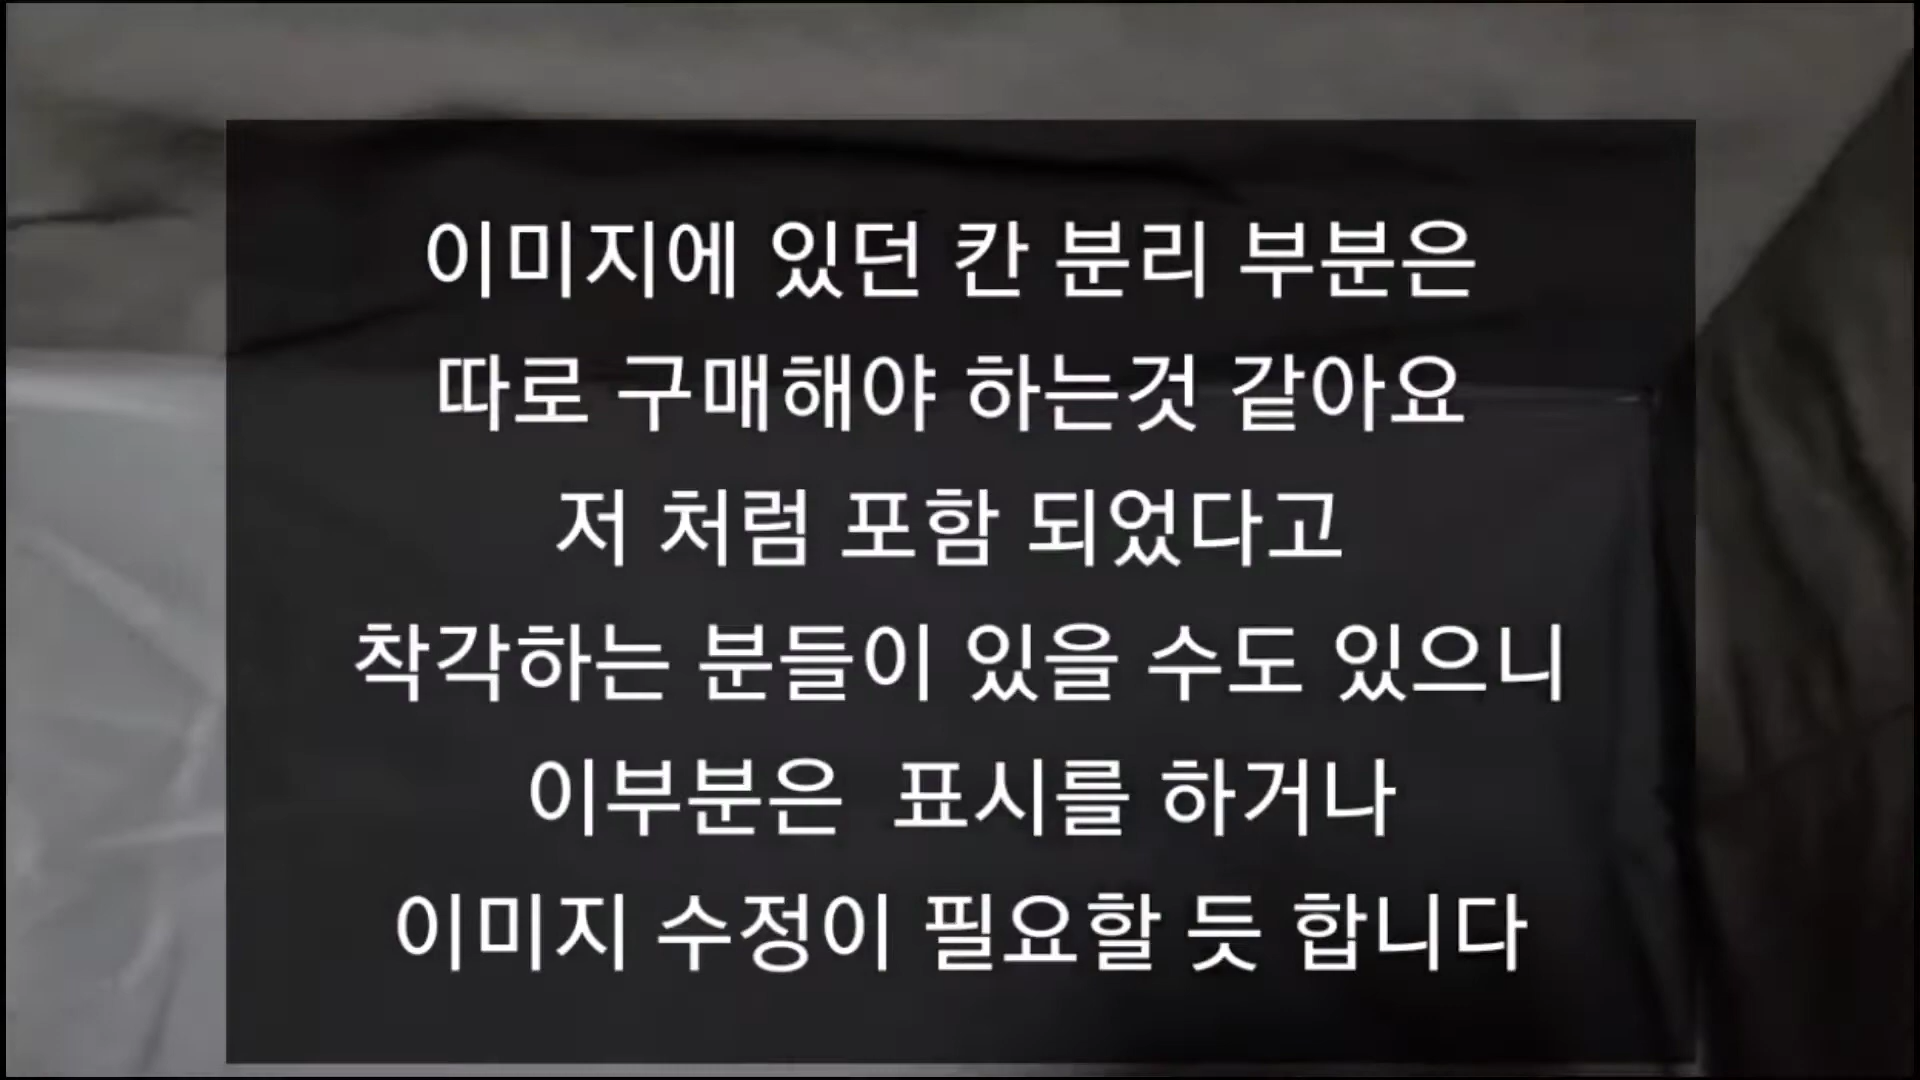 이미지에 있던 칸 분리 부분은
따로 구매해야 하는것 같아요
저 처럼 포함 되었다고
착각하는 분들이 있을 수도 있으니
이부분은 표시를 하거나
이미지 수정이 필요할 듯 합니다